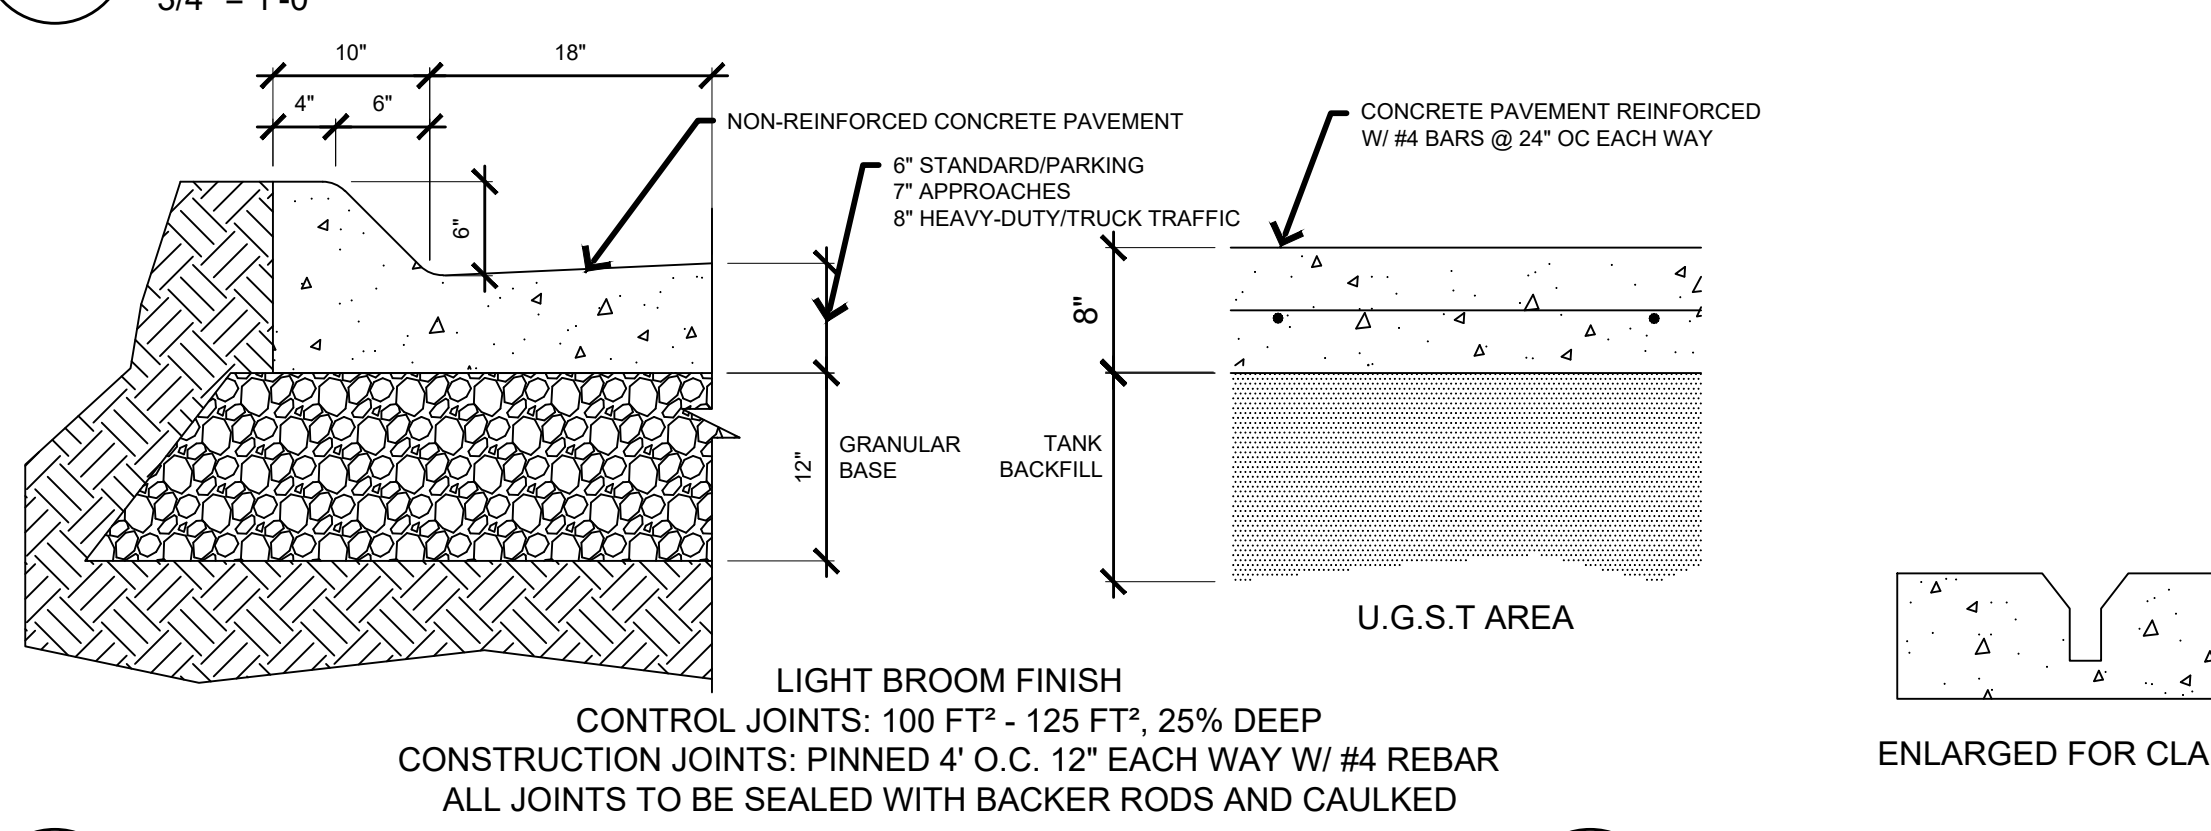 3/4" = 1'-0"
10"
18"
4"
6"
NON-REINFORCED CONCRETE PAVEMENT
6" STANDARD/PARKING
7" APPROACHES
8" HEAVY-DUTY/TRUCK TRAFFIC
CONCRETE PAVEMENT REINFORCED
W/ #4 BARS @ 24" OC EACH WAY
6"
8"
12"
GRANULAR
BASE
TANK
BACKFILL
U.G.S.T AREA
LIGHT BROOM FINISH
CONTROL JOINTS: 100 FT² - 125 FT², 25% DEEP
CONSTRUCTION JOINTS: PINNED 4' O.C. 12" EACH WAY W/ #4 REBAR
ALL JOINTS TO BE SEALED WITH BACKER RODS AND CAULKED
ENLARGED FOR CLA